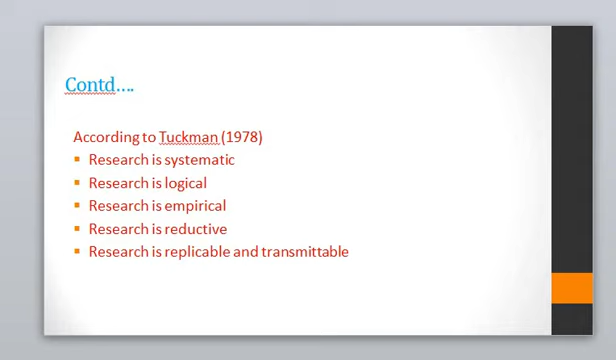 Contd....
According to Tuckman (1978)
▪ Research is systematic
▪ Research is logical
▪ Research is empirical
▪ Research is reductive
▪ Research is replicable and transmittable